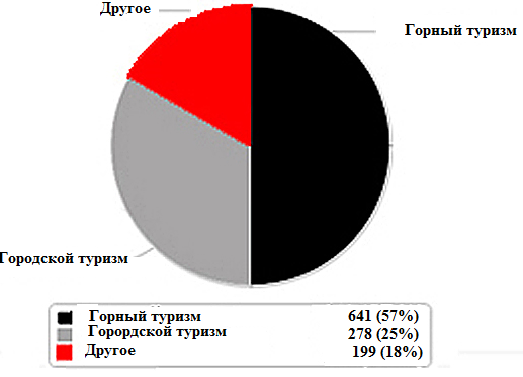 Другое
Горный туризм
Городской туризм
Горный туризм 641 (57%)
Горордской туризм 278 (25%)
Другое 199 (18%)